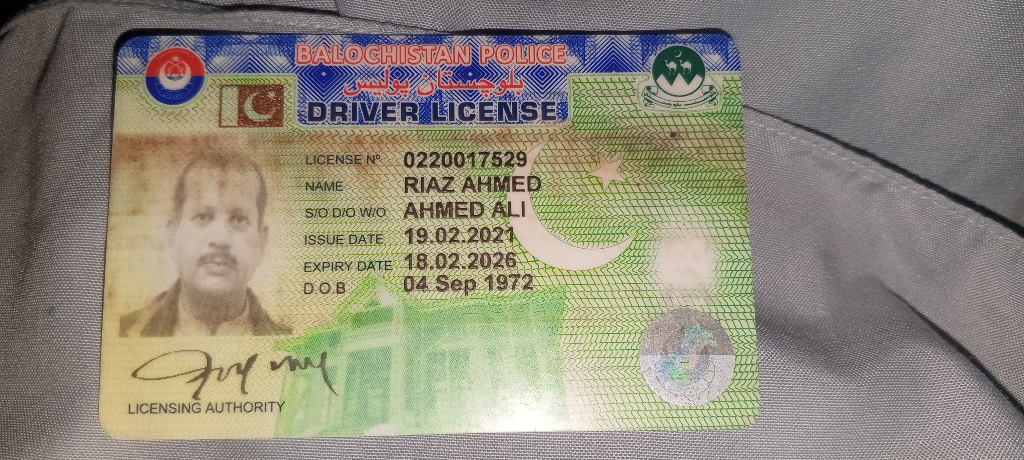 BALOCHISTAN POLICE
بلوچستان پولیس
DRIVER LICENSE
LICENSE Nº 0220017529
NAME RIAZ AHMED
S/O D/O W/O AHMED ALI
ISSUE DATE 19.02.2021
EXPIRY DATE 18.02.2026
D.O.B 04 Sep 1972
LICENSING AUTHORITY